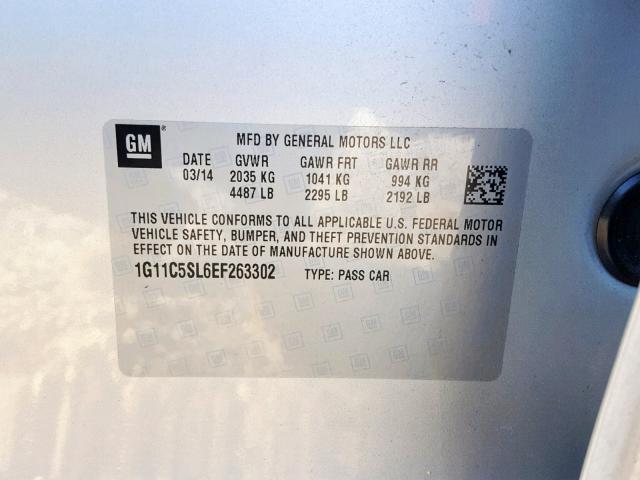 GM ® MFD BY GENERAL MOTORS LLC
DATE GVWR GAWR FRT GAWR RR
03/14 2035 KG 1041 KG 994 KG
4487 LB 2295 LB 2192 LB
THIS VEHICLE CONFORMS TO ALL APPLICABLE U.S. FEDERAL MOTOR
VEHICLE SAFETY, BUMPER, AND THEFT PREVENTION STANDARDS IN
EFFECT ON THE DATE OF MANUFACTURE SHOWN ABOVE.
1G11C5SL6EF263302 TYPE: PASS CAR